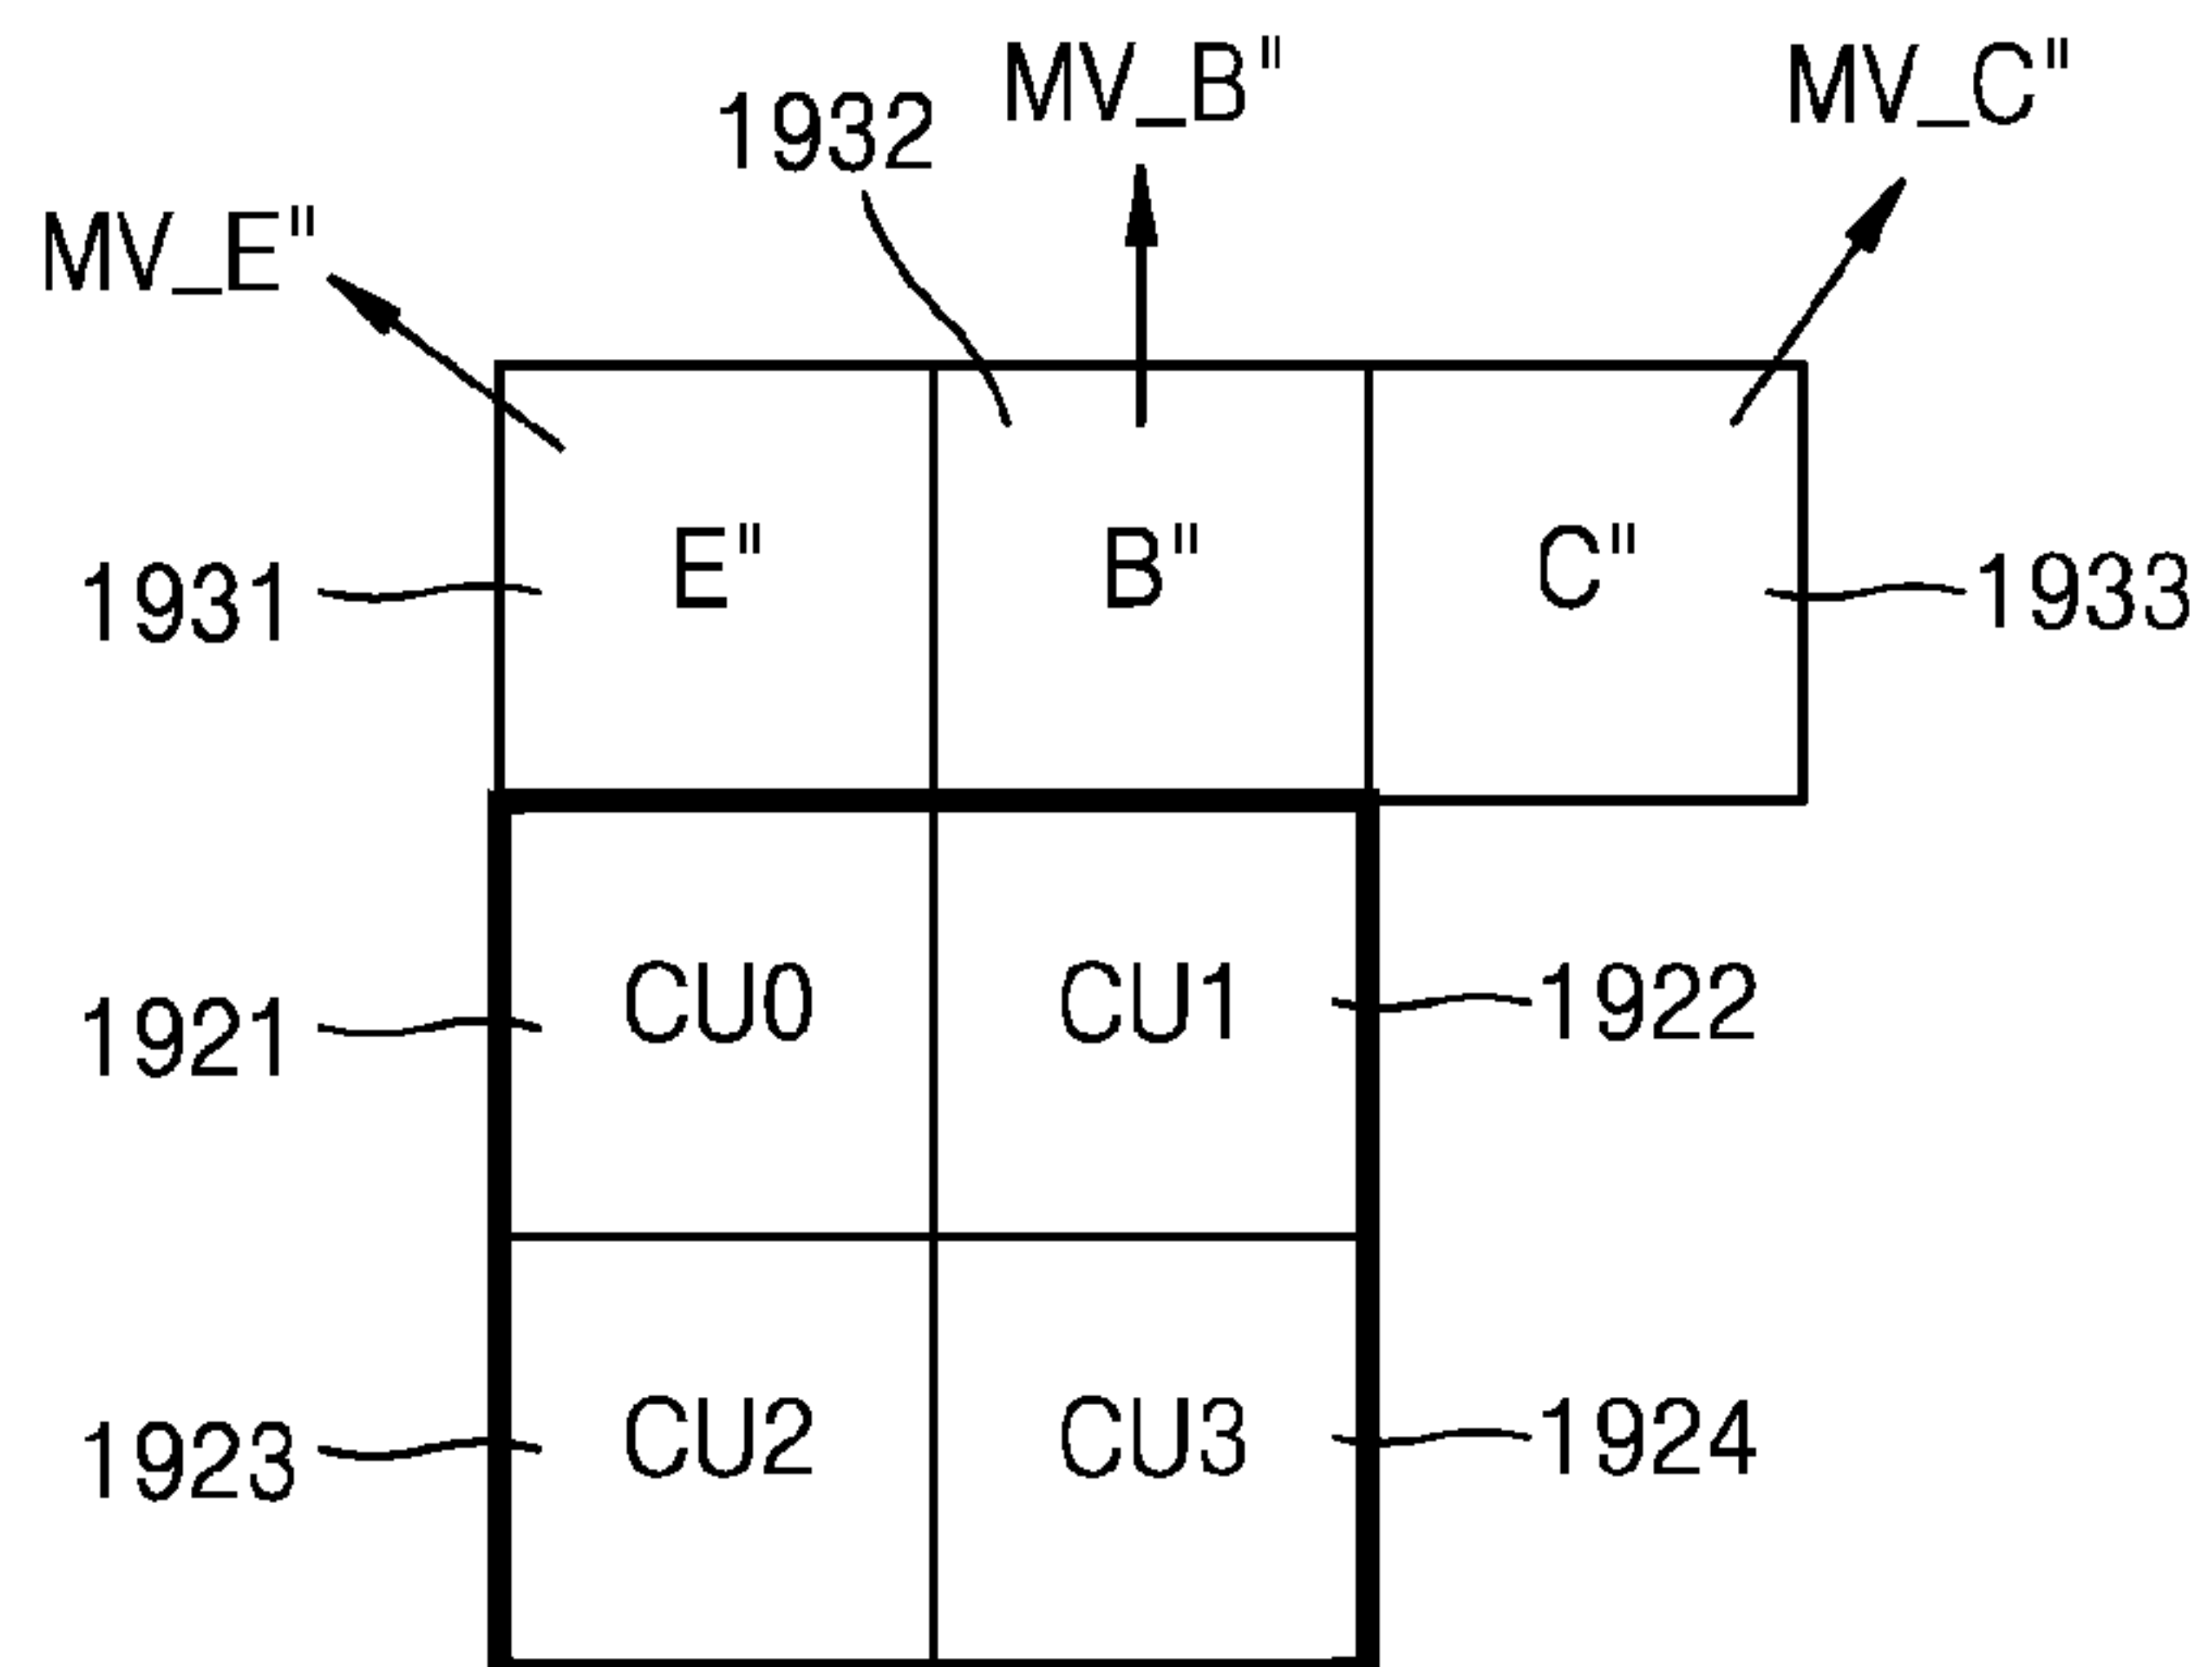 MV_B"
MV_C"
1932
MV_E"
E"
B"
C"
1931
1933
CU0
CU1
1921
1922
CU2
CU3
1923
1924